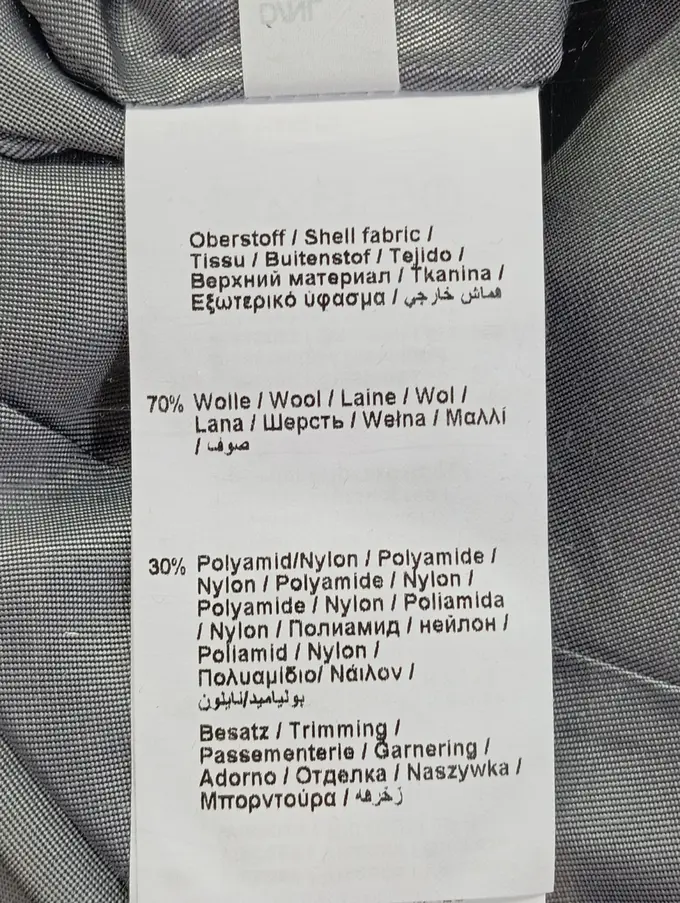 Oberstoff / Shell fabric /
Tissu / Buitenstof / Tejido /
Верхний материал / Tkanina /
Εξωτερικό ύφασμα / قماش خارجي
70% Wolle / Wool / Laine / Wol /
Lana / Шерсть / Wełna / Μαλλί
/ صوف
30% Polyamid/Nylon / Polyamide /
Nylon / Polyamide / Nylon /
Polyamide / Nylon / Poliamida
/ Nylon / Полиамид / нейлон /
Poliamid / Nylon /
Πολυαμίδιο/ Νάιλον /
بولياميد/نايلون
Besatz / Trimming /
Passementerie / Garnering /
Adorno / Отделка / Naszywka /
Μπορντούρα / زخرفه